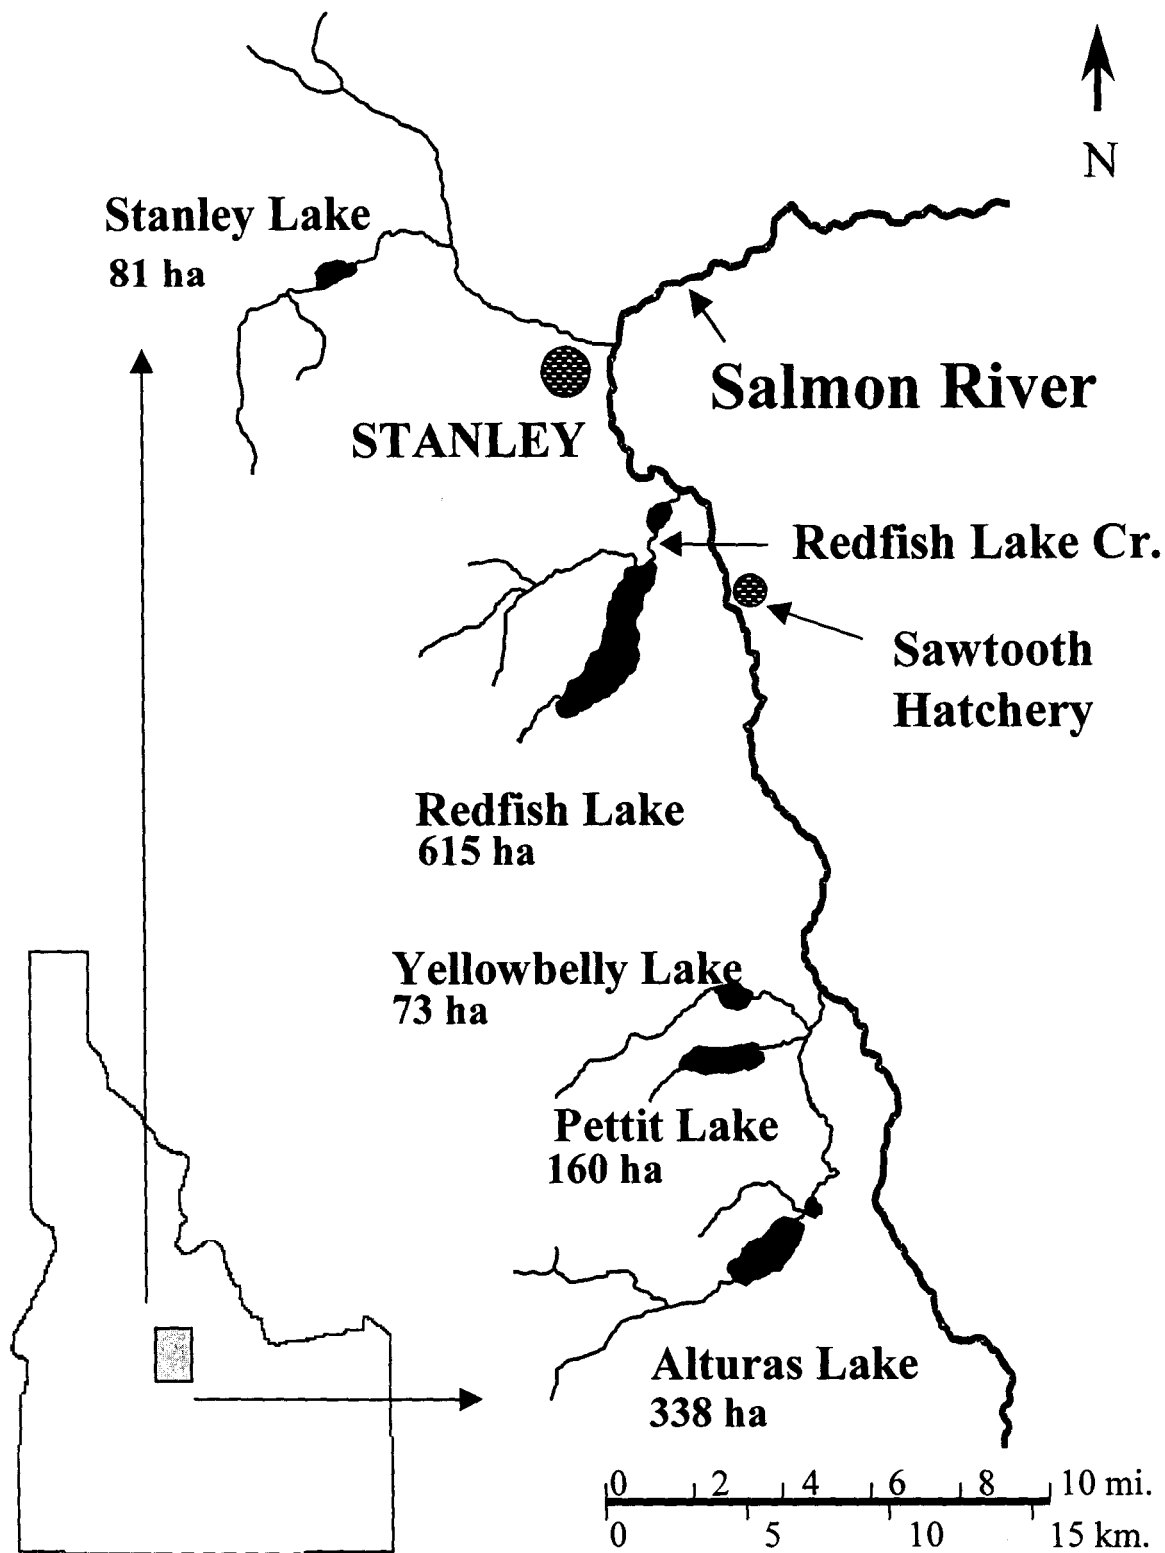 N
Stanley Lake
81 ha
Salmon River
STANLEY
Redfish Lake Cr.
Sawtooth
Hatchery
Redfish Lake
615 ha
Yellowbelly Lake
73 ha
Pettit Lake
160 ha
Alturas Lake
338 ha
0 2 4 6 8 10 mi.
0 5 10 15 km.